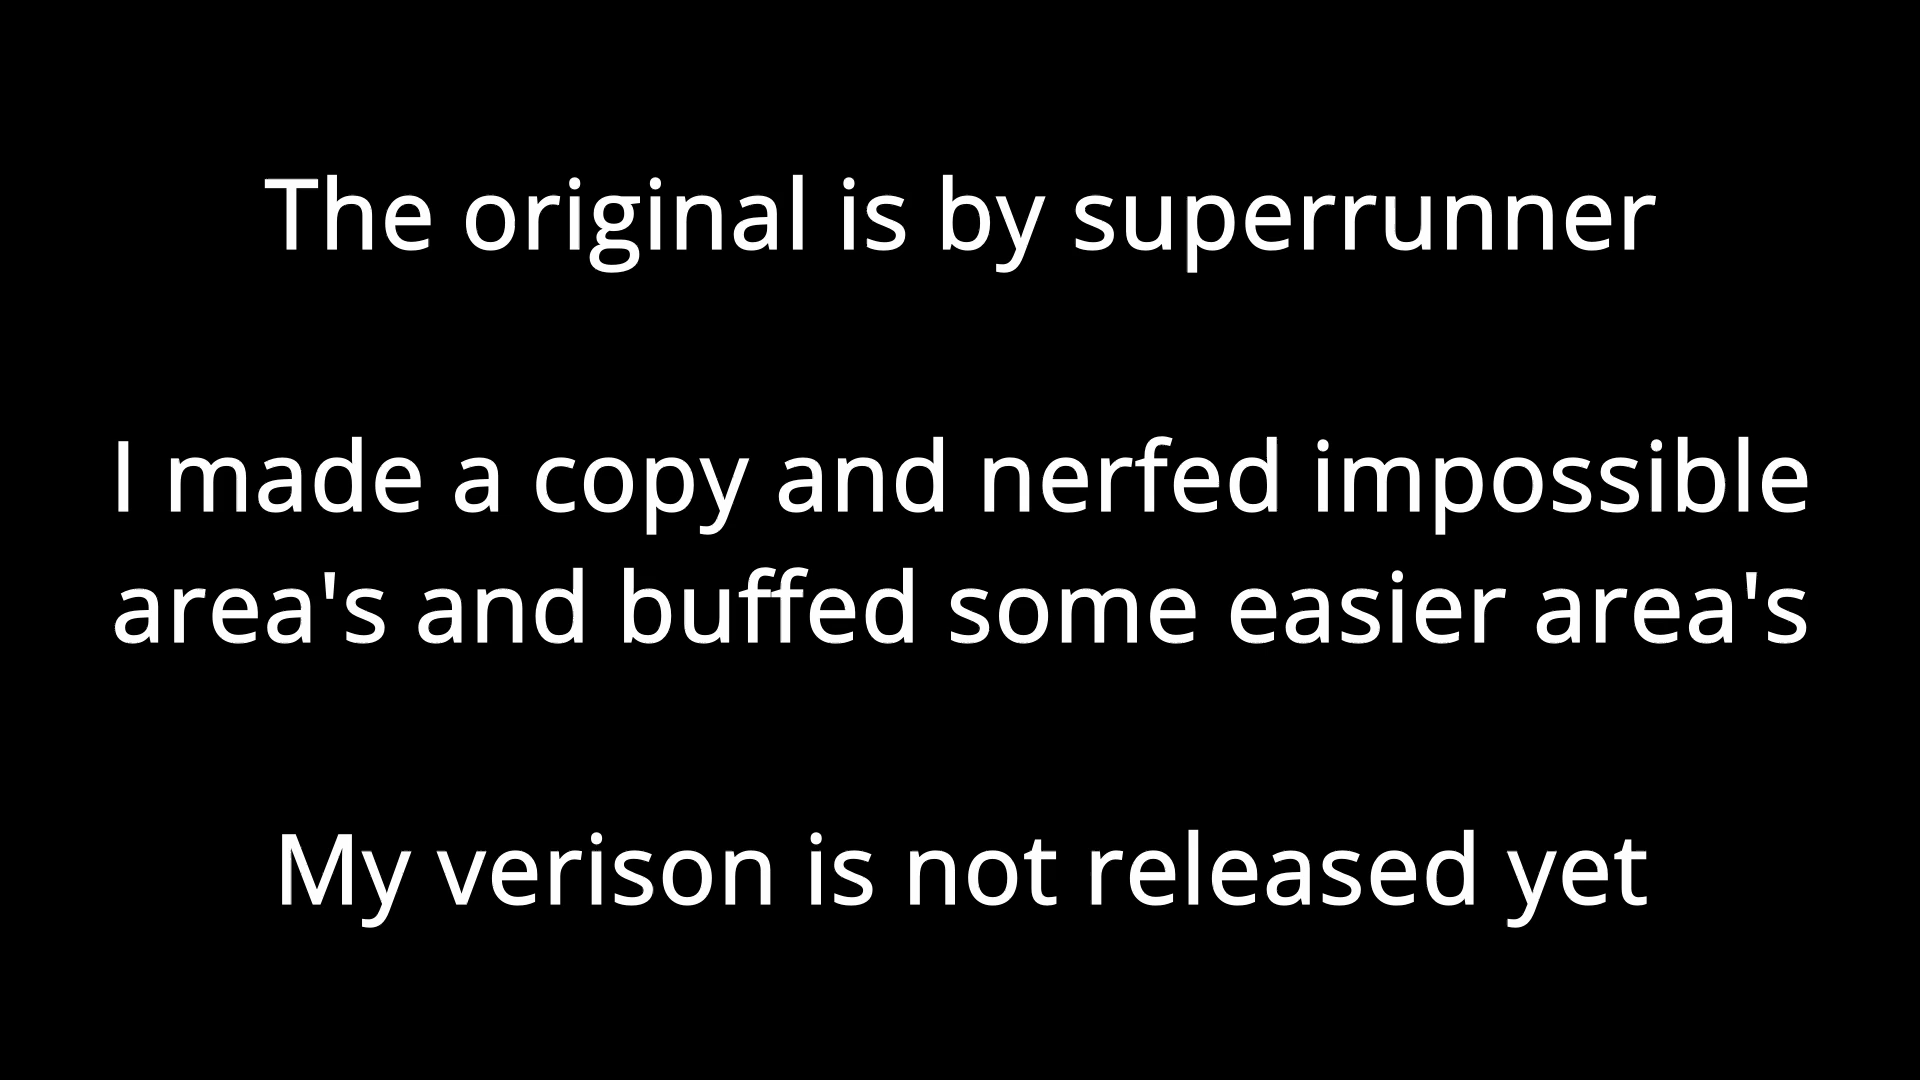 The original is by superrunner
I made a copy and nerfed impossible
area's and buffed some easier area's
My verison is not released yet